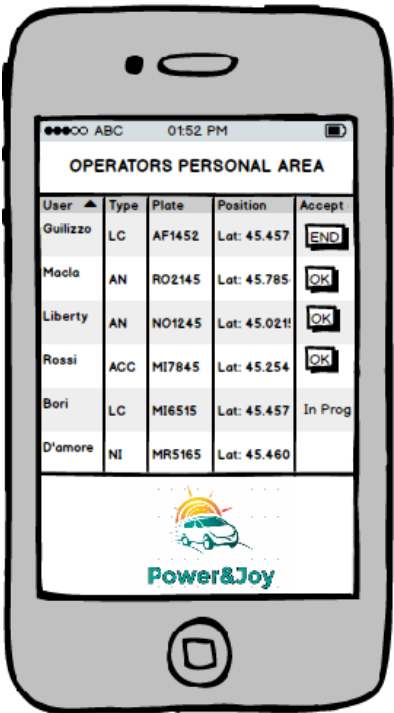 ABC 01:52 PM
OPERATORS PERSONAL AREA
User Type Plate Position Accept
Guilizzo LC AF1452 Lat: 45.457 END
Macla AN RO2145 Lat: 45.785 OK
Liberty AN NO1245 Lat: 45.021 OK
Rossi ACC MI7845 Lat: 45.254 OK
Bori LC MI6515 Lat: 45.457 In Prog
D'amore NI MR5165 Lat: 45.460
Power&Joy